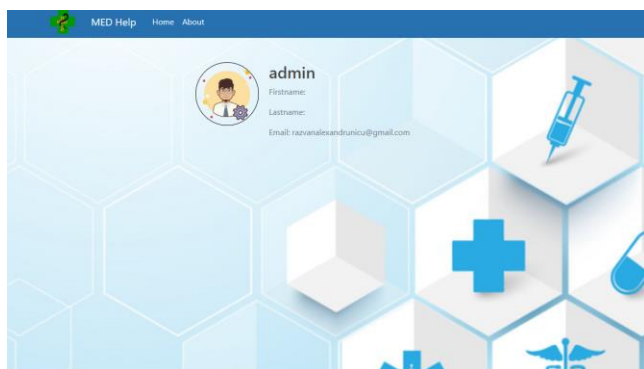 MED Help Home About
admin
Firstname:
Lastname:
Email: razvanalexandrunicu@gmail.com